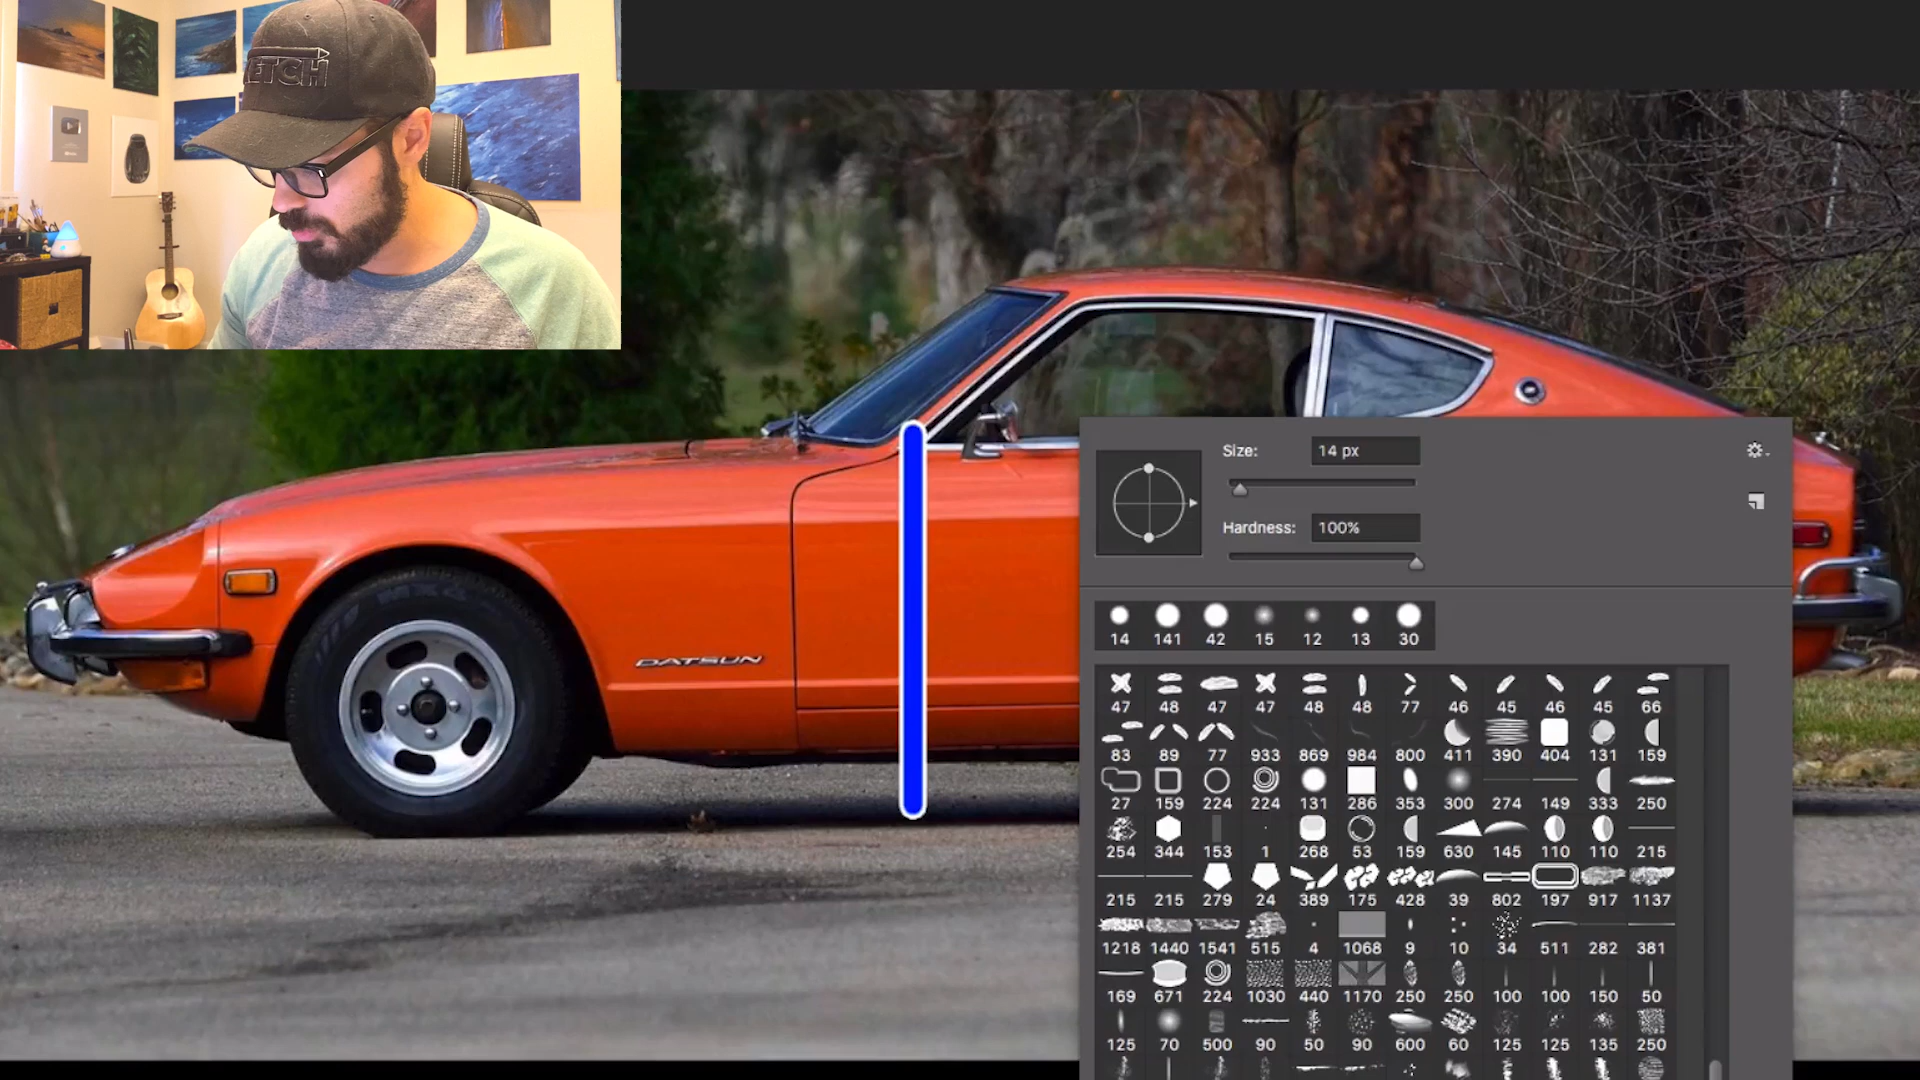 ETCH
Size: 14 px
Hardness: 100%
14 141 42 15 12 13 30
47 48 47 47 48 48 77 46 45 46 45 66
83 89 77 933 869 984 800 411 390 404 131 159
27 159 224 224 131 286 353 300 274 149 333 250
254 344 153 1 268 53 159 630 145 110 110 215
215 215 279 24 389 175 428 39 802 197 917 1137
1218 1440 1541 515 4 1068 9 10 34 511 282 381
169 671 224 1030 440 1170 250 250 100 100 150 50
125 70 500 90 50 90 600 60 125 125 135 250
DATSUN